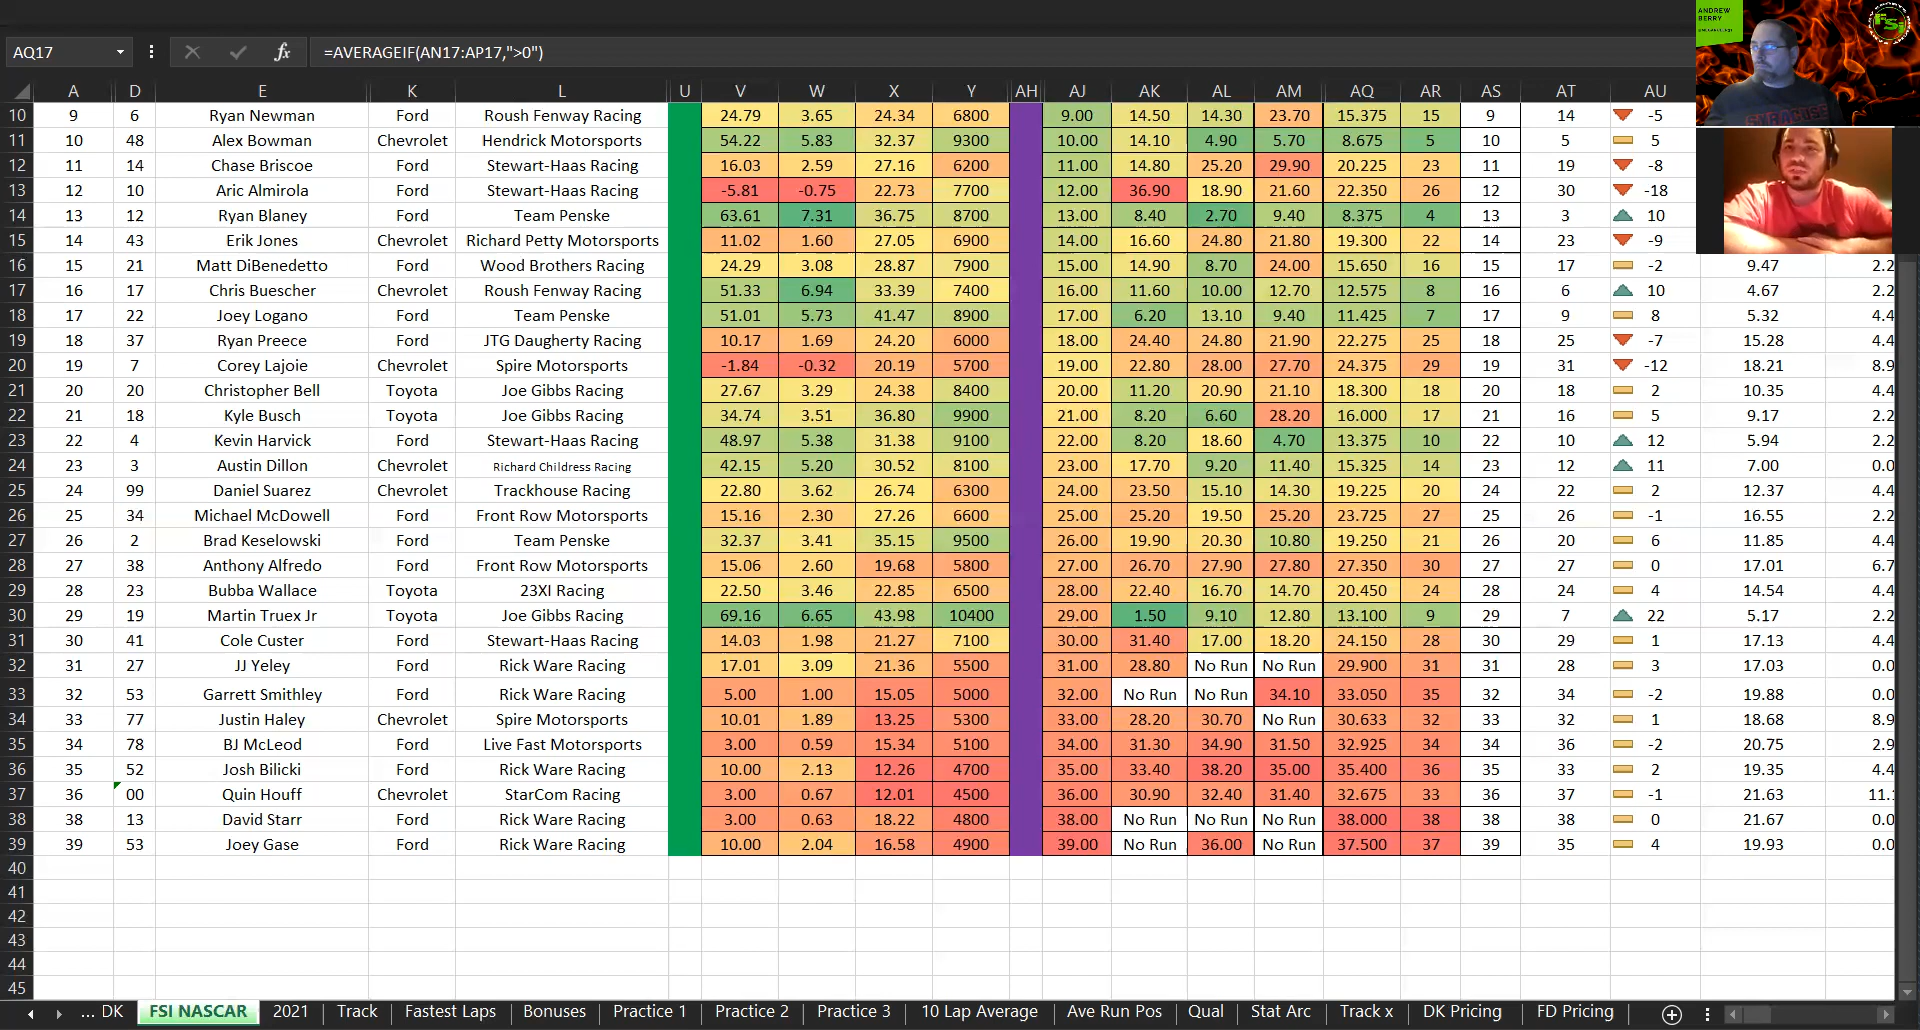 ANDREW
BERRY
FSi
AQ17 fx =AVERAGEIF(AN17:AP17,">0")
A D E K L U V W X Y AH AJ AK AL AM AQ AR AS AT AU
10 9 6 Ryan Newman Ford Roush Fenway Racing 24.79 3.65 24.34 6800 9.00 14.50 14.30 23.70 15.375 15 9 14 -5
11 10 48 Alex Bowman Chevrolet Hendrick Motorsports 54.22 5.83 32.37 9300 10.00 14.10 4.90 5.70 8.675 5 10 5 5
12 11 14 Chase Briscoe Ford Stewart-Haas Racing 16.03 2.59 27.16 6200 11.00 14.80 25.20 29.90 20.225 23 11 19 -8
13 12 10 Aric Almirola Ford Stewart-Haas Racing -5.81 -0.75 22.73 7700 12.00 36.90 18.90 21.60 22.350 26 12 30 -18
14 13 12 Ryan Blaney Ford Team Penske 63.61 7.31 36.75 8700 13.00 8.40 2.70 9.40 8.375 4 13 3 10
15 14 43 Erik Jones Chevrolet Richard Petty Motorsports 11.02 1.60 27.05 6900 14.00 16.60 24.80 21.80 19.300 22 14 23 -9
16 15 21 Matt DiBenedetto Ford Wood Brothers Racing 24.29 3.08 28.87 7900 15.00 14.90 8.70 24.00 15.650 16 15 17 -2 9.47 2.2
17 16 17 Chris Buescher Chevrolet Roush Fenway Racing 51.33 6.94 33.39 7400 16.00 11.60 10.00 12.70 12.575 8 16 6 10 4.67 2.2
18 17 22 Joey Logano Ford Team Penske 51.01 5.73 41.47 8900 17.00 6.20 13.10 9.40 11.425 7 17 9 8 5.32 4.4
19 18 37 Ryan Preece Ford JTG Daugherty Racing 10.17 1.69 24.20 6000 18.00 24.40 24.80 21.90 22.275 25 18 25 -7 15.28 4.4
20 19 7 Corey Lajoie Chevrolet Spire Motorsports -1.84 -0.32 20.19 5700 19.00 22.80 28.00 27.70 24.375 29 19 31 -12 18.21 8.9
21 20 20 Christopher Bell Toyota Joe Gibbs Racing 27.67 3.29 24.38 8400 20.00 11.20 20.90 21.10 18.300 18 20 18 2 10.35 4.4
22 21 18 Kyle Busch Toyota Joe Gibbs Racing 34.74 3.51 36.80 9900 21.00 8.20 6.60 28.20 16.000 17 21 16 5 9.17 2.2
23 22 4 Kevin Harvick Ford Stewart-Haas Racing 48.97 5.38 31.38 9100 22.00 8.20 18.60 4.70 13.375 10 22 10 12 5.94 2.2
24 23 3 Austin Dillon Chevrolet Richard Childress Racing 42.15 5.20 30.52 8100 23.00 17.70 9.20 11.40 15.325 14 23 12 11 7.00 0.0
25 24 99 Daniel Suarez Chevrolet Trackhouse Racing 22.80 3.62 26.74 6300 24.00 23.50 15.10 14.30 19.225 20 24 22 2 12.37 4.4
26 25 34 Michael McDowell Ford Front Row Motorsports 15.16 2.30 27.26 6600 25.00 25.20 19.50 25.20 23.725 27 25 26 -1 16.55 2.2
27 26 2 Brad Keselowski Ford Team Penske 32.37 3.41 35.15 9500 26.00 19.90 20.30 10.80 19.250 21 26 20 6 11.85 4.4
28 27 38 Anthony Alfredo Ford Front Row Motorsports 15.06 2.60 19.68 5800 27.00 26.70 27.90 27.80 27.350 30 27 27 0 17.01 6.7
29 28 23 Bubba Wallace Toyota 23XI Racing 22.50 3.46 22.85 6500 28.00 22.40 16.70 14.70 20.450 24 28 24 4 14.54 4.4
30 29 19 Martin Truex Jr Toyota Joe Gibbs Racing 69.16 6.65 43.98 10400 29.00 1.50 9.10 12.80 13.100 9 29 7 22 5.17 2.2
31 30 41 Cole Custer Ford Stewart-Haas Racing 14.03 1.98 21.27 7100 30.00 31.40 17.00 18.20 24.150 28 30 29 1 17.13 4.4
32 31 27 JJ Yeley Ford Rick Ware Racing 17.01 3.09 21.36 5500 31.00 28.80 No Run No Run 29.900 31 31 28 3 17.03 0.0
33 32 53 Garrett Smithley Ford Rick Ware Racing 5.00 1.00 15.05 5000 32.00 No Run No Run 34.10 33.050 35 32 34 -2 19.88 0.0
34 33 77 Justin Haley Chevrolet Spire Motorsports 10.01 1.89 13.25 5300 33.00 28.20 30.70 No Run 30.633 32 33 32 1 18.68 8.9
35 34 78 BJ McLeod Ford Live Fast Motorsports 3.00 0.59 15.34 5100 34.00 31.30 34.90 31.50 32.925 34 34 36 -2 20.75 2.9
36 35 52 Josh Bilicki Ford Rick Ware Racing 10.00 2.13 12.26 4700 35.00 33.40 38.20 35.00 35.400 36 35 33 2 19.35 4.4
37 36 00 Quin Houff Chevrolet StarCom Racing 3.00 0.67 12.01 4500 36.00 30.90 32.40 31.40 32.675 33 36 37 -1 21.63 11.
38 38 13 David Starr Ford Rick Ware Racing 3.00 0.63 18.22 4800 38.00 No Run No Run No Run 38.000 38 38 38 0 21.67 0.0
39 39 53 Joey Gase Ford Rick Ware Racing 10.00 2.04 16.58 4900 39.00 No Run 36.00 No Run 37.500 37 39 35 4 19.93 0.0
40
41
42
43
44
45
... DK FSI NASCAR 2021 Track Fastest Laps Bonuses Practice 1 Practice 2 Practice 3 10 Lap Average Ave Run Pos Qual Stat Arc Track x DK Pricing FD Pricing